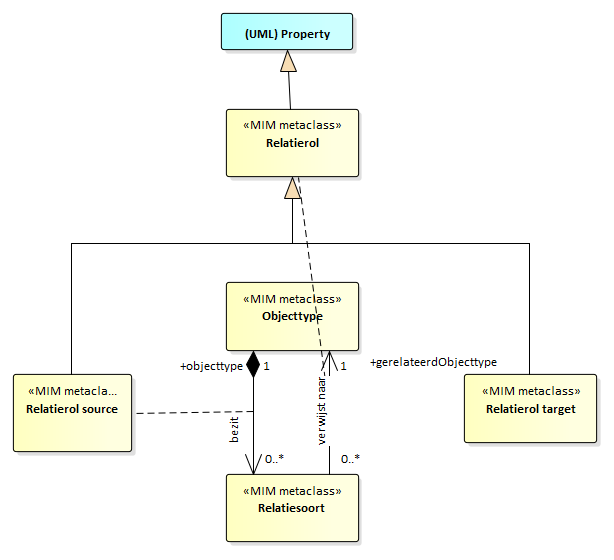 (UML) Property
«MIM metaclass»
Relatierol
«MIM metaclass»
Objecttype
+objecttype
1
1
+gerelateerdObjecttype
«MIM metacla...
Relatierol source
«MIM metaclass»
Relatierol target
bezit
verwijst naar
0..*
0..*
«MIM metaclass»
Relatiesoort